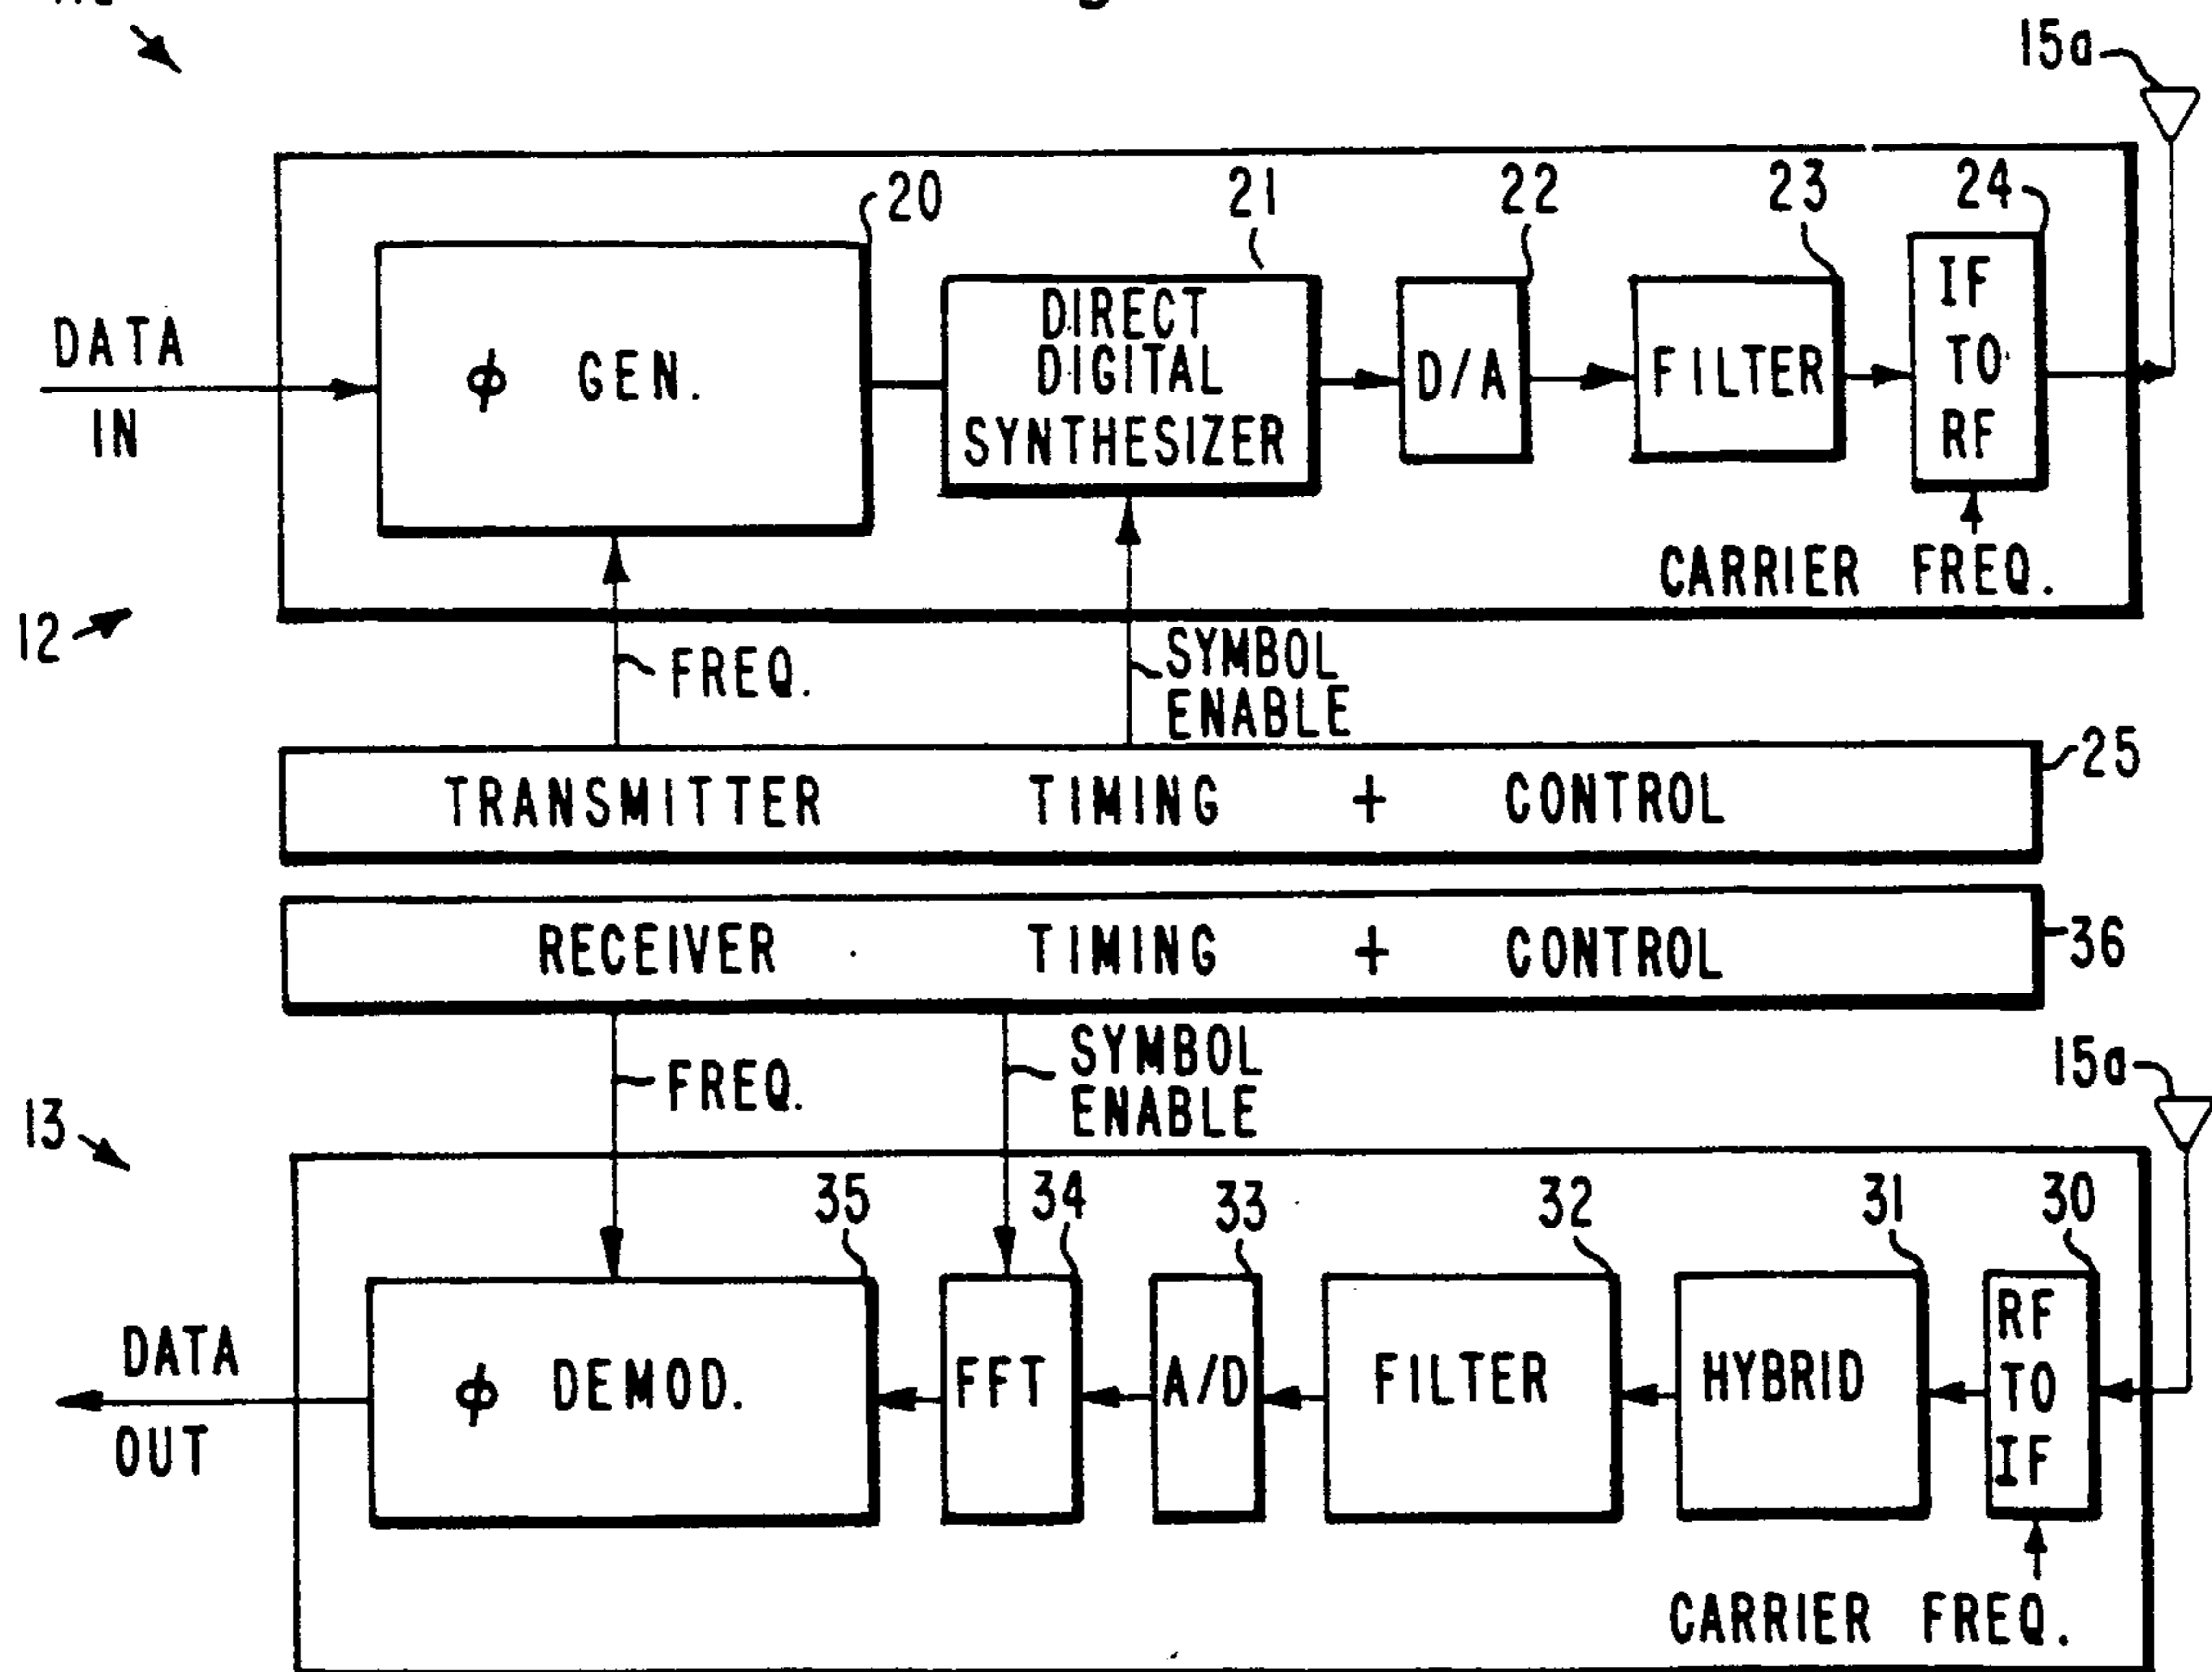 15a
20
21
22
23
24
DATA
IN
ϕ GEN.
DIRECT
DIGITAL
SYNTHESIZER
D/A
FILTER
IF
TO
RF
CARRIER FREQ.
12
FREQ.
SYMBOL
ENABLE
TRANSMITTER TIMING + CONTROL
25
RECEIVER TIMING + CONTROL
36
FREQ.
SYMBOL
ENABLE
15a
13
35
34
33
32
31
30
DATA
OUT
ϕ DEMOD.
FFT
A/D
FILTER
HYBRID
RF
TO
IF
CARRIER FREQ.